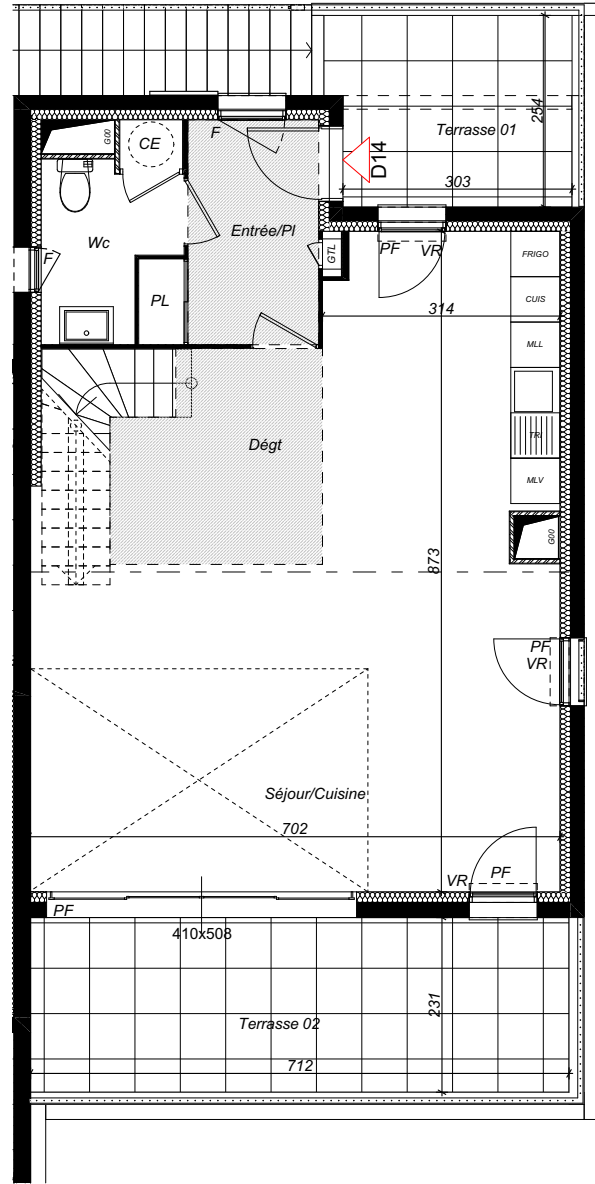 254
Terrasse 01
303
D14
G00
CE
F
Wc
Entrée/Pl
F
PL
GTL
PF
VR
FRIGO
CUIS
314
MLL
Dégt
TRI
MLV
G00
873
PF
VR
Séjour/Cuisine
702
VR
PF
PF
410x508
231
Terrasse 02
712